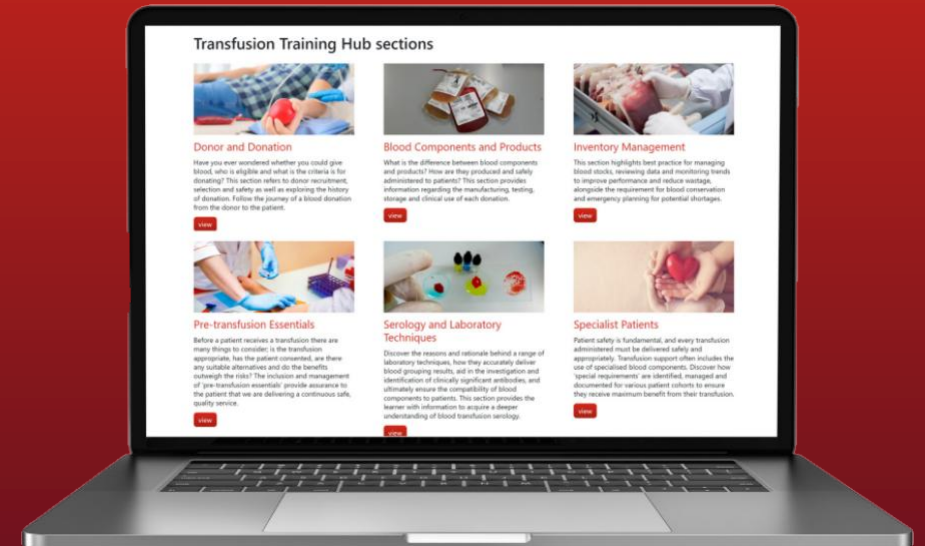 Transfusion Training Hub sections
Donor and Donation
Have you ever wondered whether you could give
blood, who is eligible and what is the criteria for
donating? This section refers to donor recruitment,
selection and safety as well as exploring the history
of donation. Follow the journey of a blood donation
from the donor to the patient.
view
Blood Components and Products
What is the difference between blood components
and products? How are they produced and safely
administered to patients? This section provides
information regarding the manufacturing, testing,
storage and clinical use of each donation.
view
Inventory Management
This section highlights best practice for managing
blood stocks, reviewing data and monitoring trends
to improve performance and reduce wastage,
alongside the requirement for blood conservation
and emergency planning for potential shortages.
view
Pre-transfusion Essentials
Before a patient receives a transfusion there are
many things to consider; is the transfusion
appropriate, has the patient consented, are there
any suitable alternatives and do the benefits
outweigh the risks? The inclusion and management
of 'pre-transfusion essentials' provide assurance to
the patient that we are delivering a continuous safe,
quality service.
view
Serology and Laboratory
Techniques
Discover the reasons and rationale behind a range of
laboratory techniques, how they accurately deliver
blood grouping results, aid in the investigation and
identification of clinically significant antibodies, and
ultimately ensure the compatibility of blood
components to patients. This section provides the
learner with information to acquire a deeper
understanding of blood transfusion serology.
view
Specialist Patients
Patient safety is fundamental, and every transfusion
administered must be delivered safely and
appropriately. Transfusion support often includes the
use of specialised blood components. Discover how
'special requirements' are identified, managed and
documented for various patient cohorts to ensure
they receive maximum benefit from their transfusion.
view